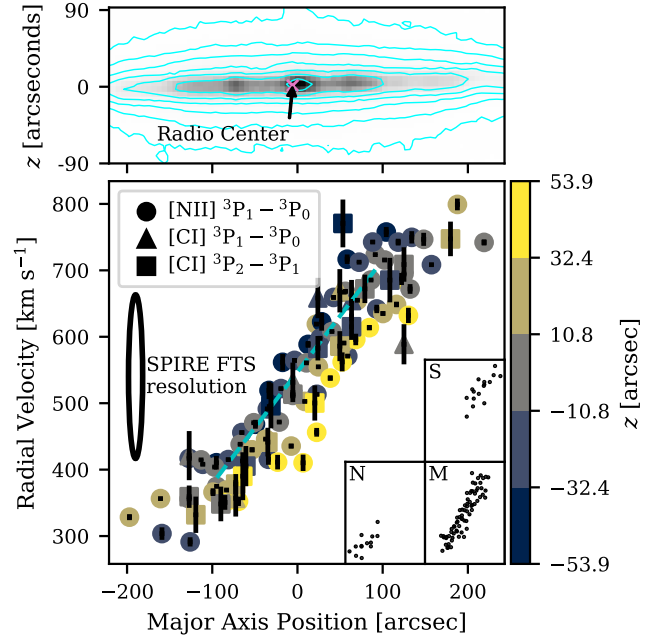 90
0
-90
z [arcseconds]
Radio Center
800
700
600
500
400
300
Radial Velocity [km s⁻¹]
[NII] ³P₁ − ³P₀
[CI] ³P₁ − ³P₀
[CI] ³P₂ − ³P₁
SPIRE FTS
resolution
S
N
M
−200
−100
0
100
200
Major Axis Position [arcsec]
53.9
32.4
10.8
−10.8
−32.4
−53.9
z [arcsec]